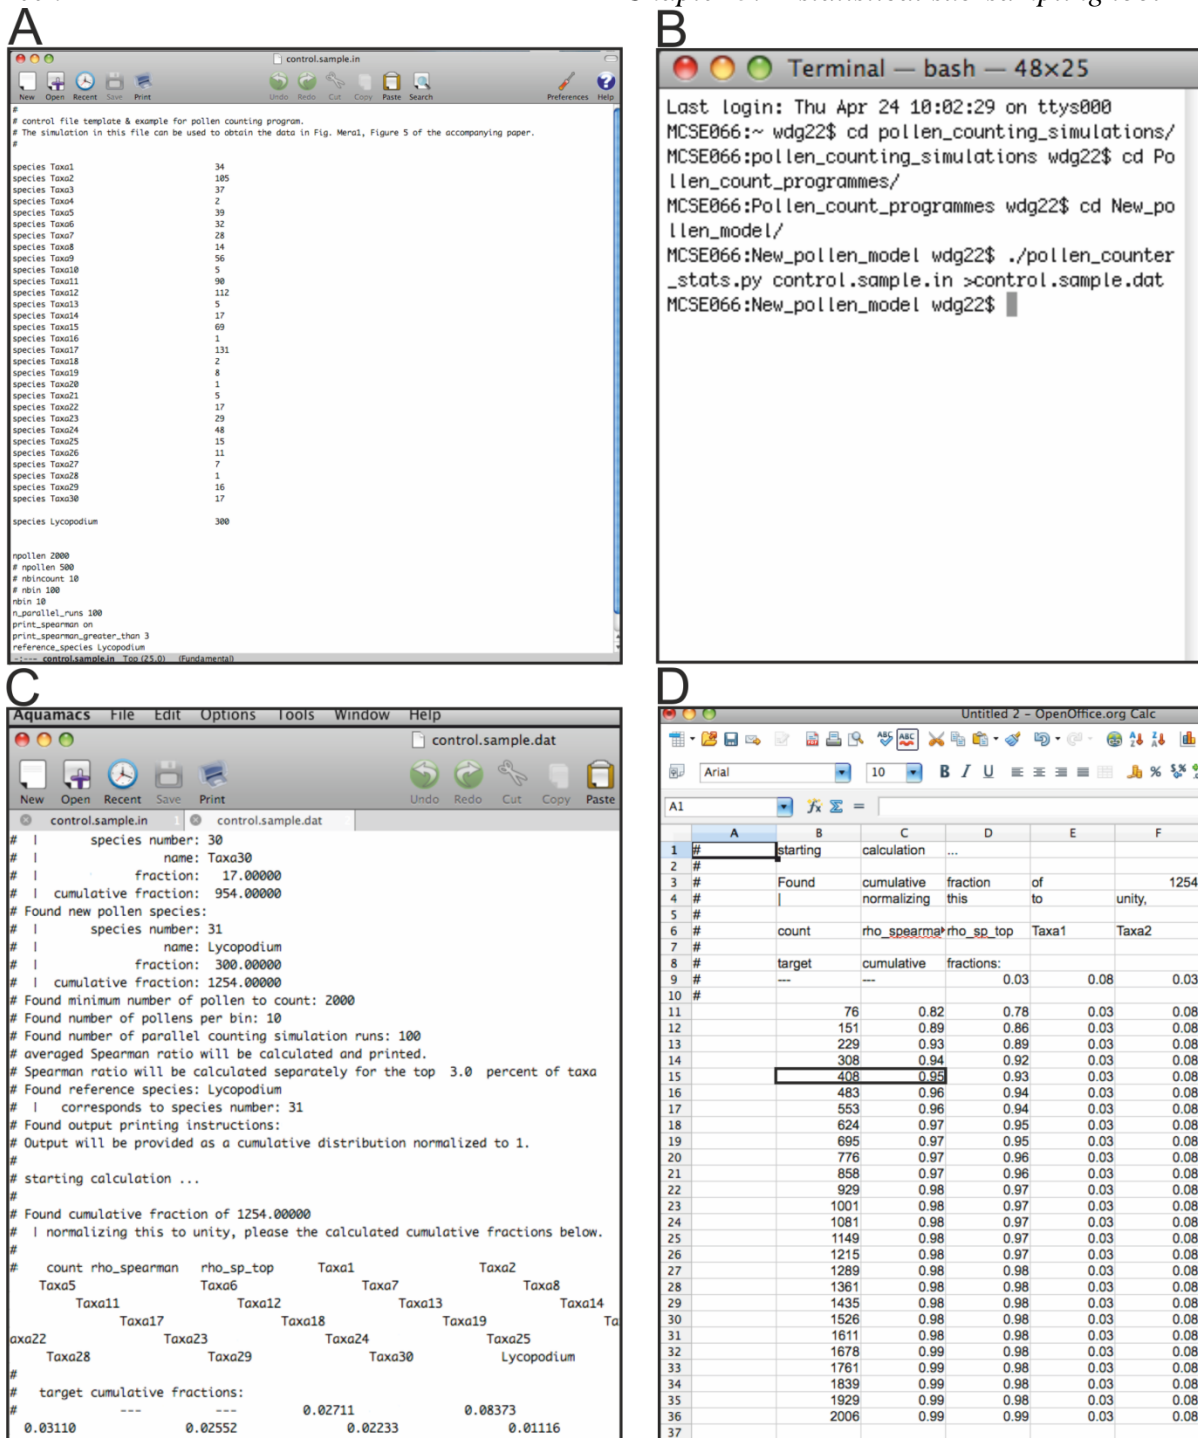 A
control.sample.in
New Open Recent Save Print Undo Redo Cut Copy Paste Search Preferences Help
#
# control file template & example for pollen counting program.
# The simulation in this file can be used to obtain the data in Fig. Mera1, Figure 5 of the accompanying paper.
#
species Taxa1 34
species Taxa2 105
species Taxa3 37
species Taxa4 2
species Taxa5 39
species Taxa6 32
species Taxa7 28
species Taxa8 14
species Taxa9 56
species Taxa10 5
species Taxa11 90
species Taxa12 112
species Taxa13 5
species Taxa14 17
species Taxa15 69
species Taxa16 1
species Taxa17 131
species Taxa18 2
species Taxa19 8
species Taxa20 1
species Taxa21 5
species Taxa22 17
species Taxa23 29
species Taxa24 48
species Taxa25 15
species Taxa26 11
species Taxa27 7
species Taxa28 1
species Taxa29 16
species Taxa30 17
species Lycopodium 300
npollen 2000
# npollen 500
# nbincount 10
# nbin 100
nbin 10
n_parallel_runs 100
print_spearman on
print_spearman_greater_than 3
reference_species Lycopodium
-:--- control.sample.in Top (25,0) (Fundamental)
B
Terminal — bash — 48×25
Last login: Thu Apr 24 10:02:29 on ttys000
MCSE066:~ wdg22$ cd pollen_counting_simulations/
MCSE066:pollen_counting_simulations wdg22$ cd Po
llen_count_programmes/
MCSE066:Pollen_count_programmes wdg22$ cd New_po
llen_model/
MCSE066:New_pollen_model wdg22$ ./pollen_counter
_stats.py control.sample.in >control.sample.dat
MCSE066:New_pollen_model wdg22$
C
Aquamacs File Edit Options Tools Window Help
control.sample.dat
New Open Recent Save Print Undo Redo Cut Copy Paste
control.sample.in 1 control.sample.dat
# | species number: 30
# | name: Taxa30
# | fraction: 17.00000
# | cumulative fraction: 954.00000
# Found new pollen species:
# | species number: 31
# | name: Lycopodium
# | fraction: 300.00000
# | cumulative fraction: 1254.00000
# Found minimum number of pollen to count: 2000
# Found number of pollens per bin: 10
# Found number of parallel counting simulation runs: 100
# averaged Spearman ratio will be calculated and printed.
# Spearman ratio will be calculated separately for the top 3.0 percent of taxa
# Found reference species: Lycopodium
# | corresponds to species number: 31
# Found output printing instructions:
# Output will be provided as a cumulative distribution normalized to 1.
#
# starting calculation ...
#
# Found cumulative fraction of 1254.00000
# | normalizing this to unity, please the calculated cumulative fractions below.
#
# count rho_spearman rho_sp_top Taxa1 Taxa2
Taxa5 Taxa6 Taxa7 Taxa8
Taxa11 Taxa12 Taxa13 Taxa14
Taxa17 Taxa18 Taxa19 Ta
axa22 Taxa23 Taxa24 Taxa25
Taxa28 Taxa29 Taxa30 Lycopodium
#
# target cumulative fractions:
# --- --- 0.02711 0.08373
0.03110 0.02552 0.02233 0.01116
D
Untitled 2 - OpenOffice.org Calc
Arial 10 B I U %
A1 =
A B C D E F
1 # starting calculation ...
2 #
3 # Found cumulative fraction of 1254
4 # | normalizing this to unity,
5 #
6 # count rho_spearma rho_sp_top Taxa1 Taxa2
7 #
8 # target cumulative fractions:
9 # --- --- 0.03 0.08 0.03
10 #
11 76 0.82 0.78 0.03 0.08
12 151 0.89 0.86 0.03 0.08
13 229 0.93 0.89 0.03 0.08
14 308 0.94 0.92 0.03 0.08
15 408 0.95 0.93 0.03 0.08
16 483 0.96 0.94 0.03 0.08
17 553 0.96 0.94 0.03 0.08
18 624 0.97 0.95 0.03 0.08
19 695 0.97 0.95 0.03 0.08
20 776 0.97 0.96 0.03 0.08
21 858 0.97 0.96 0.03 0.08
22 929 0.98 0.97 0.03 0.08
23 1001 0.98 0.97 0.03 0.08
24 1081 0.98 0.97 0.03 0.08
25 1149 0.98 0.97 0.03 0.08
26 1215 0.98 0.97 0.03 0.08
27 1289 0.98 0.98 0.03 0.08
28 1361 0.98 0.98 0.03 0.08
29 1435 0.98 0.98 0.03 0.08
30 1526 0.98 0.98 0.03 0.08
31 1611 0.98 0.98 0.03 0.08
32 1678 0.99 0.98 0.03 0.08
33 1761 0.99 0.98 0.03 0.08
34 1839 0.99 0.98 0.03 0.08
35 1929 0.99 0.98 0.03 0.08
36 2006 0.99 0.99 0.03 0.08
37